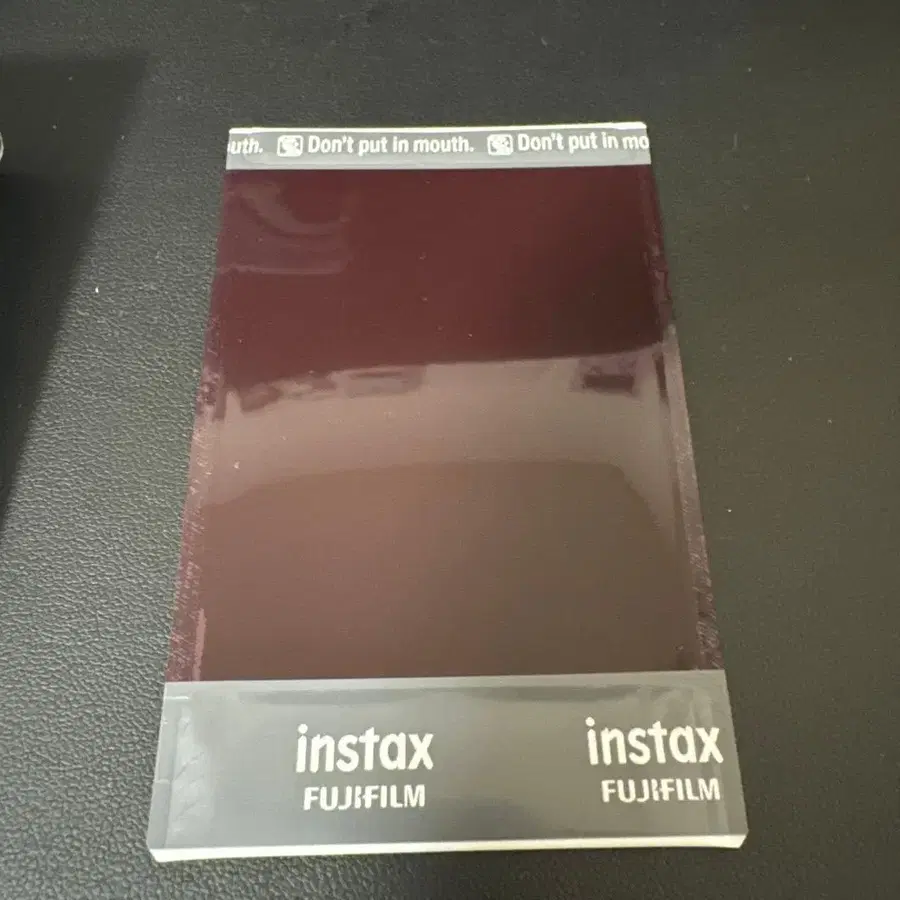 uth. Don't put in mouth. Don't put in mo
instax instax
FUJIFILM FUJIFILM